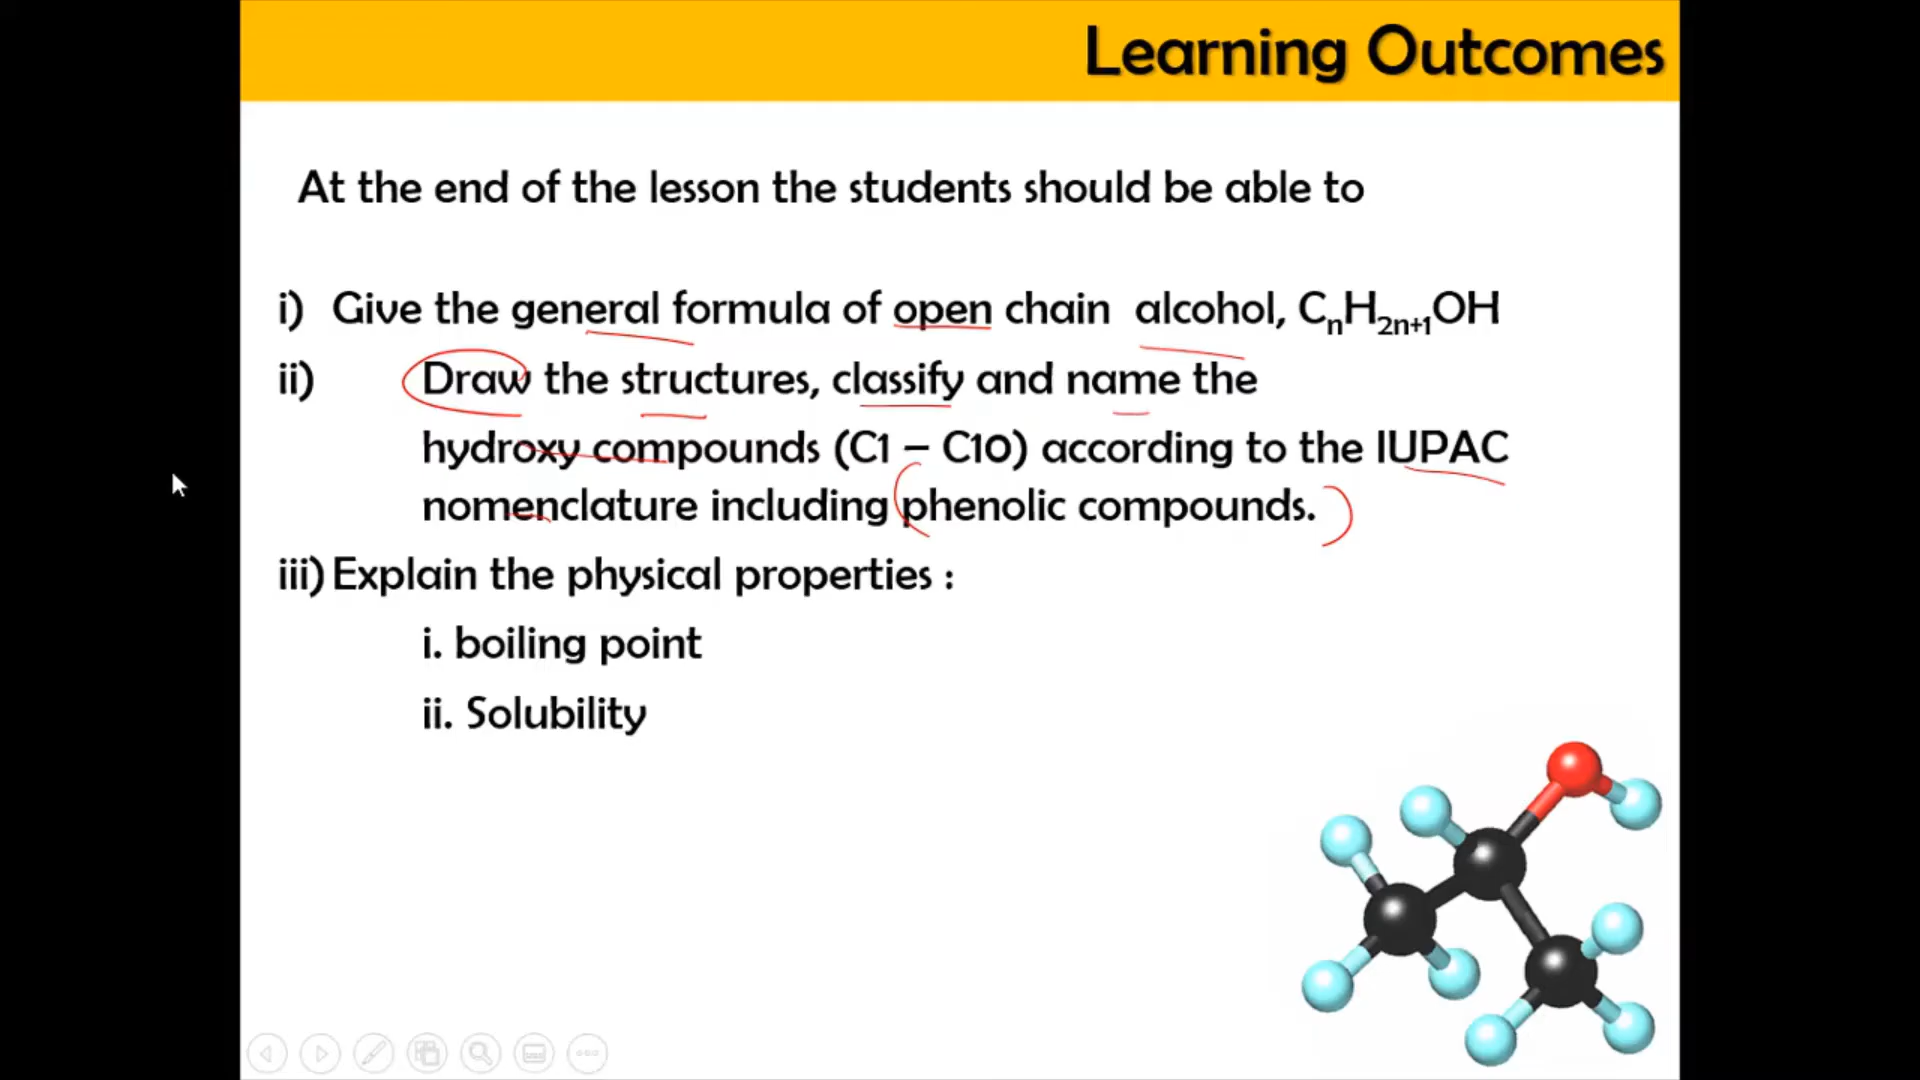 Learning Outcomes
At the end of the lesson the students should be able to
i) Give the general formula of open chain alcohol, CₙH₂ₙ₊₁OH
ii) Draw the structures, classify and name the
hydroxy compounds (C1 – C10) according to the IUPAC
nomenclature including phenolic compounds.
iii) Explain the physical properties :
i. boiling point
ii. Solubility